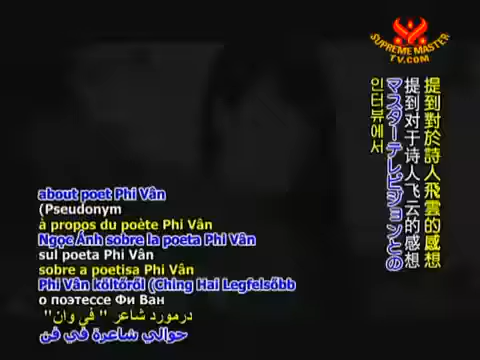 SUPREME MASTER
TV.COM
提到對於詩人飛雲的感想
提到对于诗人飞云的感想
マスターテレビジョンとの
인터뷰에서
about poet Phi Vân
(Pseudonym
à propos du poète Phi Vân
Ngọc Ánh sobre la poeta Phi Vân
sul poeta Phi Vân
sobre a poetisa Phi Vân
Phi Vân költőről (Ching Hai Legfelsőbb
о поэтессе Фи Ван
درمورد شاعر " في وان"
حوالي شاعرة في فن